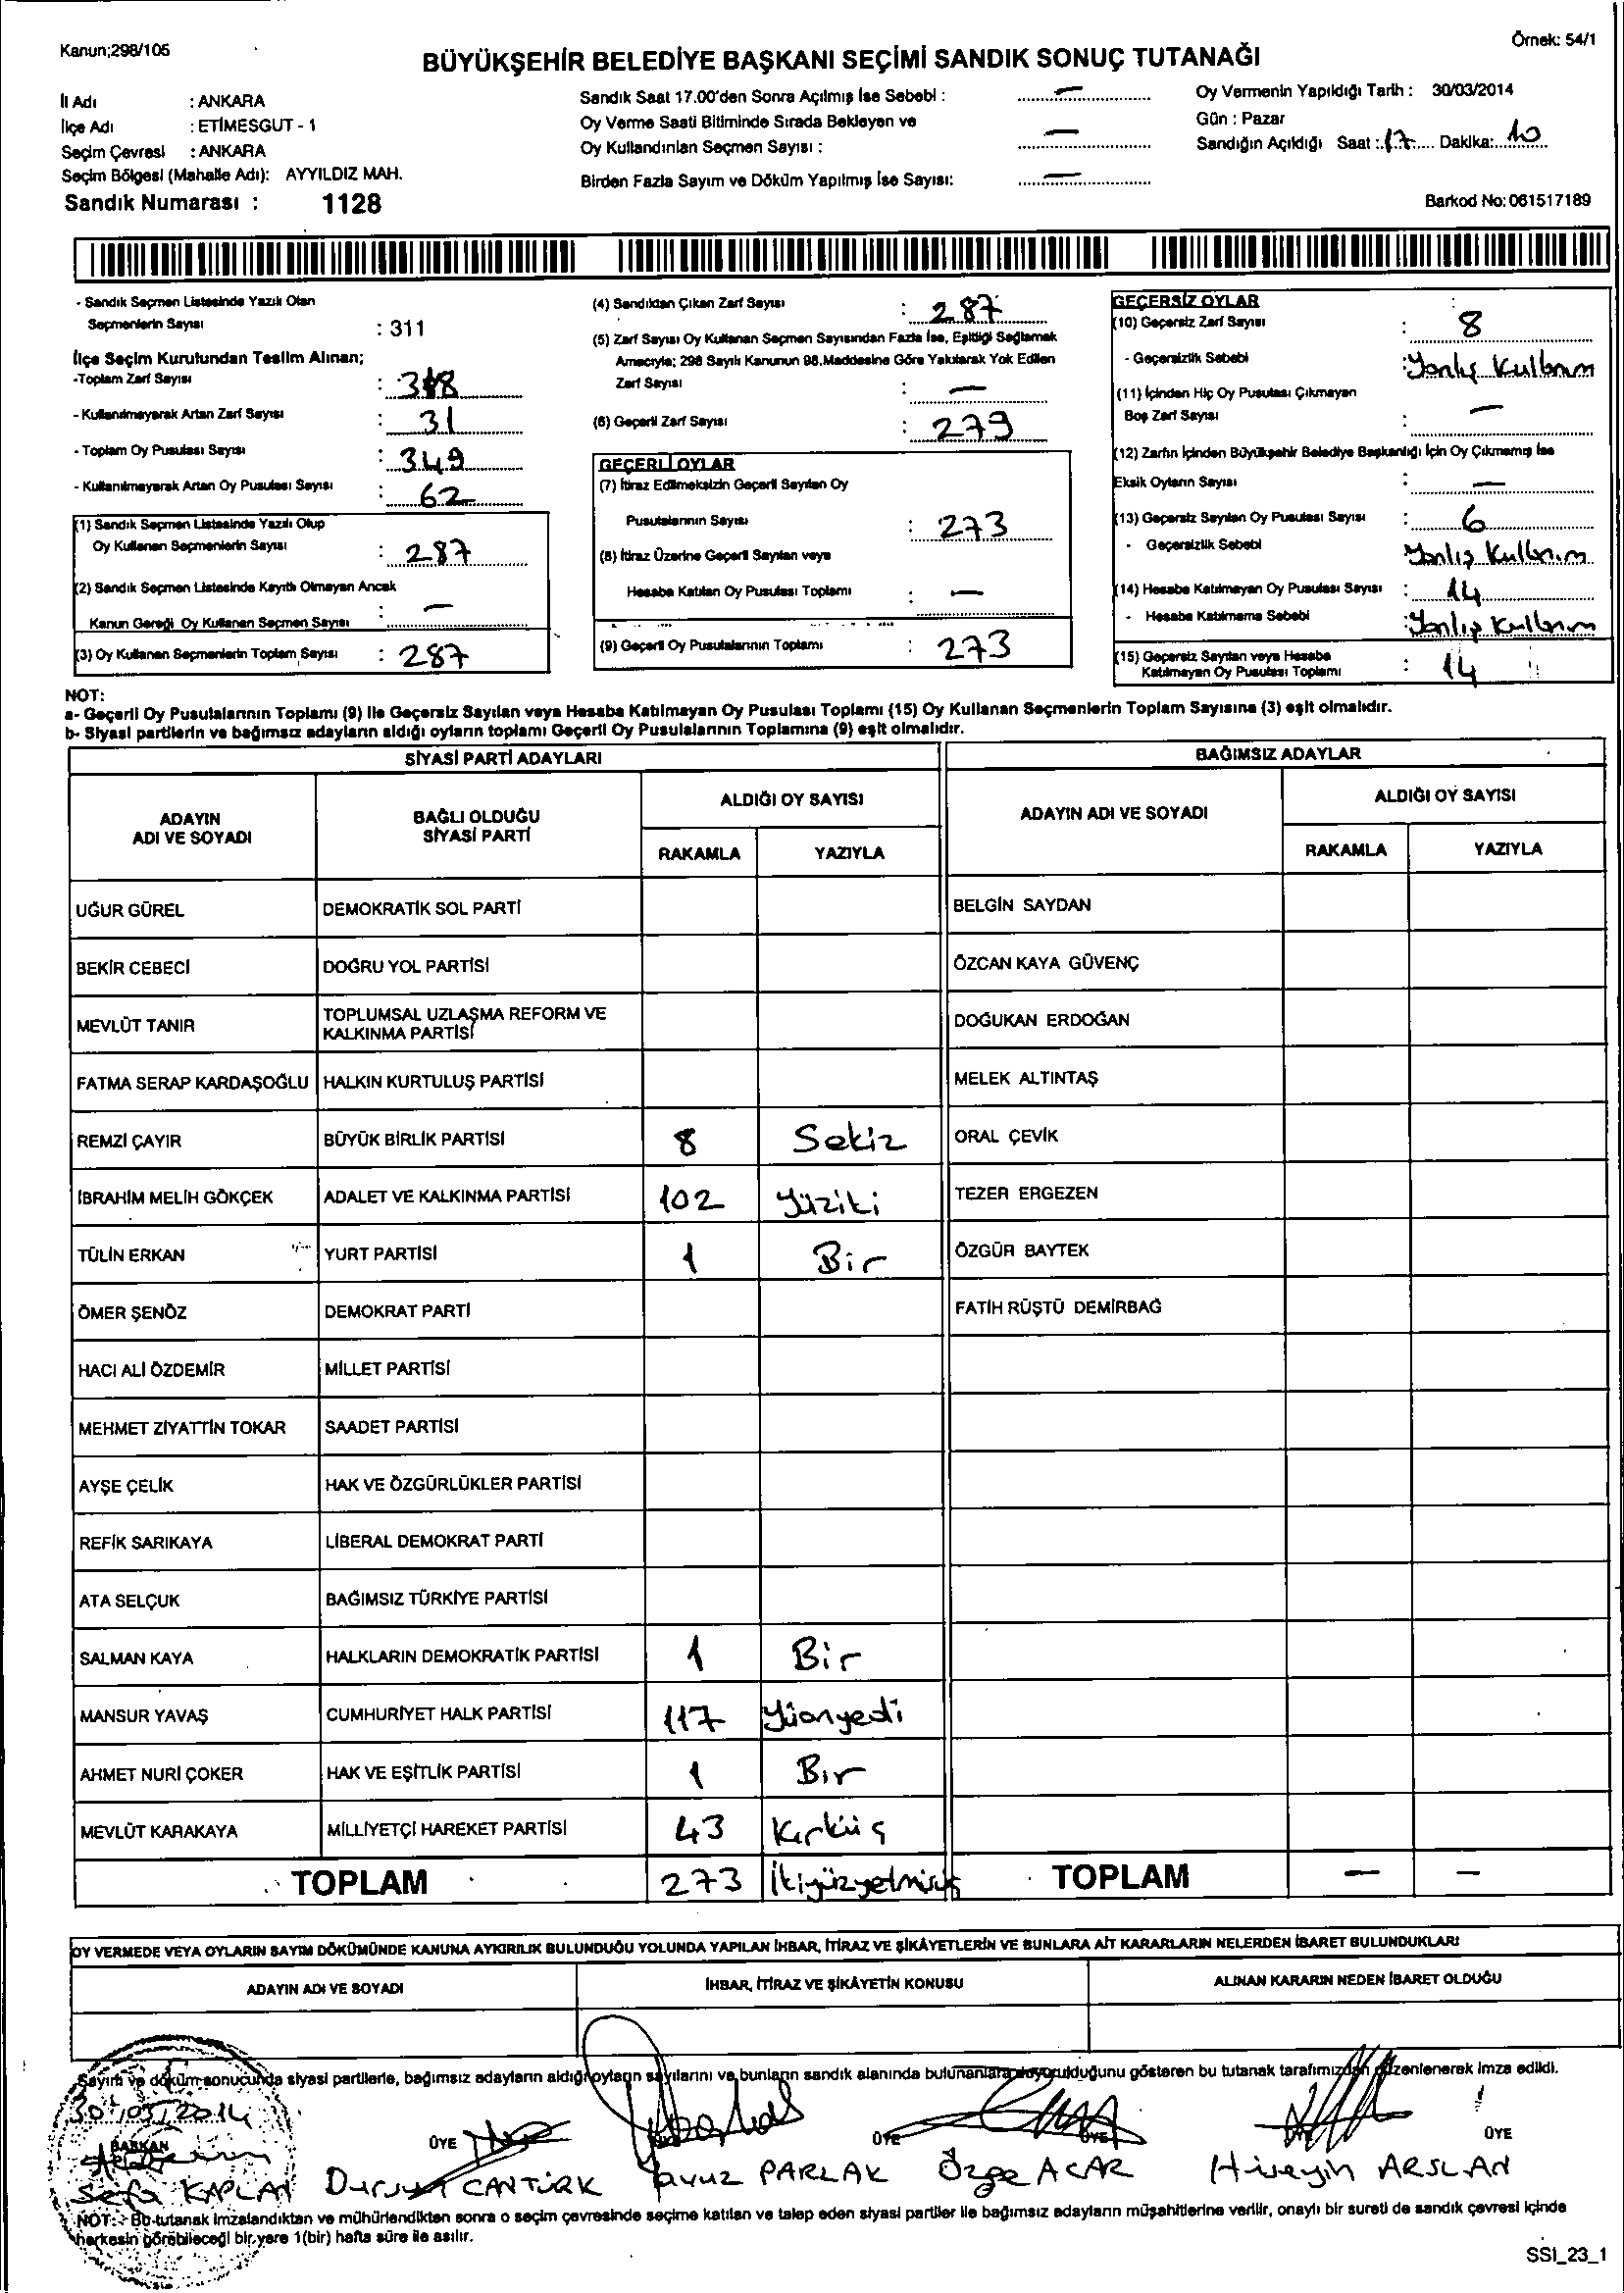 Kanun;298/105
Örnek: 54/1
BÜYÜKŞEHİR BELEDİYE BAŞKANI SEÇİMİ SANDIK SONUÇ TUTANAĞI
İl Adı : ANKARA
İlçe Adı : ETİMESGUT - 1
Seçim Çevresi : ANKARA
Seçim Bölgesi (Mahalle Adı): AYYILDIZ MAH.
Sandık Numarası : 1128
Sandık Saat 17.00'den Sonra Açılmış İse Sebebi : —
Oy Verme Saati Bitiminde Sırada Bekleyen ve
Oy Kullandırılan Seçmen Sayısı : —
Birden Fazla Sayım ve Döküm Yapılmış İse Sayısı: —
Oy Vermenin Yapıldığı Tarih : 30/03/2014
Gün : Pazar
Sandığın Açıldığı Saat : 17 Dakika: 10
Barkod No: 061517189
- Sandık Seçmen Listesinde Yazılı Olan
Seçmenlerin Sayısı : 311
İlçe Seçim Kurulundan Teslim Alınan;
-Toplam Zarf Sayısı : 318
- Kullanılmayarak Artan Zarf Sayısı : 31
- Toplam Oy Pusulası Sayısı : 349
- Kullanılmayarak Artan Oy Pusulası Sayısı : 62
(1) Sandık Seçmen Listesinde Yazılı Olup
Oy Kullanan Seçmenlerin Sayısı : 287
(2) Sandık Seçmen Listesinde Kayıtlı Olmayan Ancak
Kanun Gereği Oy Kullanan Seçmen Sayısı : —
(3) Oy Kullanan Seçmenlerin Toplam Sayısı : 287
(4) Sandıktan Çıkan Zarf Sayısı : 287
(5) Zarf Sayısı Oy Kullanan Seçmen Sayısından Fazla İse, Eşitliği Sağlamak
Amacıyla; 298 Sayılı Kanunun 98.Maddesine Göre Yakılarak Yok Edilen
Zarf Sayısı : —
(6) Geçerli Zarf Sayısı : 279
GEÇERLİ OYLAR
(7) İtiraz Edilmeksizin Geçerli Sayılan Oy
Pusulalarının Sayısı : 273
(8) İtiraz Üzerine Geçerli Sayılan veya
Hesaba Katılan Oy Pusulası Toplamı : —
(9) Geçerli Oy Pusulalarının Toplamı : 273
GEÇERSİZ OYLAR
(10) Geçersiz Zarf Sayısı : 8
- Geçersizlik Sebebi : Yanlış Kullanım
(11) İçinden Hiç Oy Pusulası Çıkmayan
Boş Zarf Sayısı : —
(12) Zarfın İçinden Büyükşehir Belediye Başkanlığı İçin Oy Çıkmamış İse
Eksik Oyların Sayısı : —
(13) Geçersiz Sayılan Oy Pusulası Sayısı : 6
- Geçersizlik Sebebi Yanlış Kullanım
(14) Hesaba Katılmayan Oy Pusulası Sayısı : 14
- Hesaba Katılmama Sebebi : Yanlış Kullanım
(15) Geçersiz Sayılan veya Hesaba
Katılmayan Oy Pusulası Toplamı : 14
NOT:
a- Geçerli Oy Pusulalarının Toplamı (9) ile Geçersiz Sayılan veya Hesaba Katılmayan Oy Pusulası Toplamı (15) Oy Kullanan Seçmenlerin Toplam Sayısına (3) eşit olmalıdır.
b- Siyasi partilerin ve bağımsız adayların aldığı oyların toplamı Geçerli Oy Pusulalarının Toplamına (9) eşit olmalıdır.
SİYASİ PARTİ ADAYLARI BAĞIMSIZ ADAYLAR
ADAYIN
ADI VE SOYADI
BAĞLI OLDUĞU
SİYASİ PARTİ
ALDIĞI OY SAYISI
RAKAMLA YAZIYLA
ADAYIN ADI VE SOYADI
ALDIĞI OY SAYISI
RAKAMLA YAZIYLA
UĞUR GÜREL DEMOKRATİK SOL PARTİ BELGİN SAYDAN
BEKİR CEBECİ DOĞRU YOL PARTİSİ ÖZCAN KAYA GÜVENÇ
MEVLÜT TANIR TOPLUMSAL UZLAŞMA REFORM VE
KALKINMA PARTİSİ DOĞUKAN ERDOĞAN
FATMA SERAP KARDAŞOĞLU HALKIN KURTULUŞ PARTİSİ MELEK ALTINTAŞ
REMZİ ÇAYIR BÜYÜK BİRLİK PARTİSİ 8 Sekiz ORAL ÇEVİK
İBRAHİM MELİH GÖKÇEK ADALET VE KALKINMA PARTİSİ 102 Yüziki TEZER ERGEZEN
TÜLİN ERKAN YURT PARTİSİ 1 Bir ÖZGÜR BAYTEK
ÖMER ŞENÖZ DEMOKRAT PARTİ FATİH RÜŞTÜ DEMİRBAĞ
HACI ALİ ÖZDEMİR MİLLET PARTİSİ
MEHMET ZİYATTİN TOKAR SAADET PARTİSİ
AYŞE ÇELİK HAK VE ÖZGÜRLÜKLER PARTİSİ
REFİK SARIKAYA LİBERAL DEMOKRAT PARTİ
ATA SELÇUK BAĞIMSIZ TÜRKİYE PARTİSİ
SALMAN KAYA HALKLARIN DEMOKRATİK PARTİSİ 1 Bir
MANSUR YAVAŞ CUMHURİYET HALK PARTİSİ 117 Yüonyedi
AHMET NURİ ÇOKER HAK VE EŞİTLİK PARTİSİ 1 Bir
MEVLÜT KARAKAYA MİLLİYETÇİ HAREKET PARTİSİ 43 Kırküç
TOPLAM 273 İkiyüzyetmişüç TOPLAM — —
OY VERMEDE VEYA OYLARIN SAYIM DÖKÜMÜNDE KANUNA AYKIRILIK BULUNDUĞU YOLUNDA YAPILAN İHBAR, İTİRAZ VE ŞİKÂYETLERİN VE BUNLARA AİT KARARLARIN NELERDEN İBARET BULUNDUKLARI
ADAYIN ADI VE SOYADI İHBAR, İTİRAZ VE ŞİKÂYETİN KONUSU ALINAN KARARIN NEDEN İBARET OLDUĞU
Sayım ve döküm sonucunda siyasi partilerle, bağımsız adayların aldığı oyların sayılarını ve bunların sandık alanında bulunanlara duyurulduğunu gösteren bu tutanak tarafımızdan düzenlenerek imza edildi.
30/03/2014
BAŞKAN ÜYE ÜYE ÜYE ÜYE
Sefa KAPLAN Dursun CANTÜRK Yavuz PARLAK Özge ACAR Hüseyin ARSLAN
NOT: Bu tutanak imzalandıktan ve mühürlendikten sonra o seçim çevresinde seçime katılan ve talep eden siyasi partiler ile bağımsız adayların müşahitlerine verilir, onaylı bir sureti de sandık çevresi içinde
herkesin görebileceği bir yere 1(bir) hafta süre ile asılır.
SSI_23_1